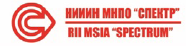 НИИИН МНПО “СПЕКТР”
RII MSIA “SPECTRUM”